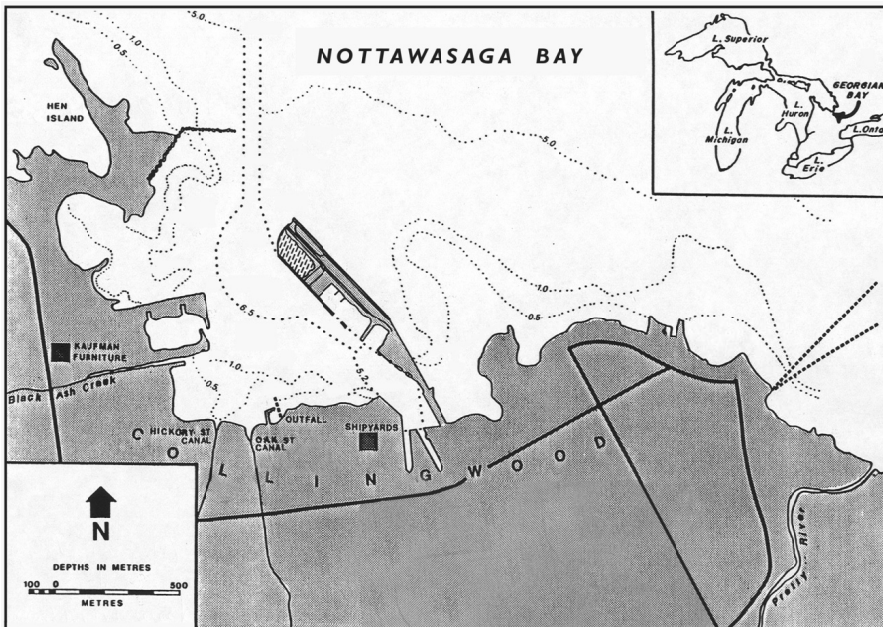 NOTTAWASAGA BAY
L. Superior
GEORGIAN
BAY
L.
Huron
L.
Michigan
L. Onta
L.
Erie
HEN
ISLAND
5.0
1.0
0.5
5.0
1.0
0.5
6.5
5.2
KAUFMAN
FURNITURE
Black Ash Creek
1.0
0.5
HICKORY ST
CANAL
OUTFALL
OAK ST
CANAL
SHIPYARDS
COLLINGWOOD
Pretty River
N
DEPTHS IN METRES
100 0 500
METRES